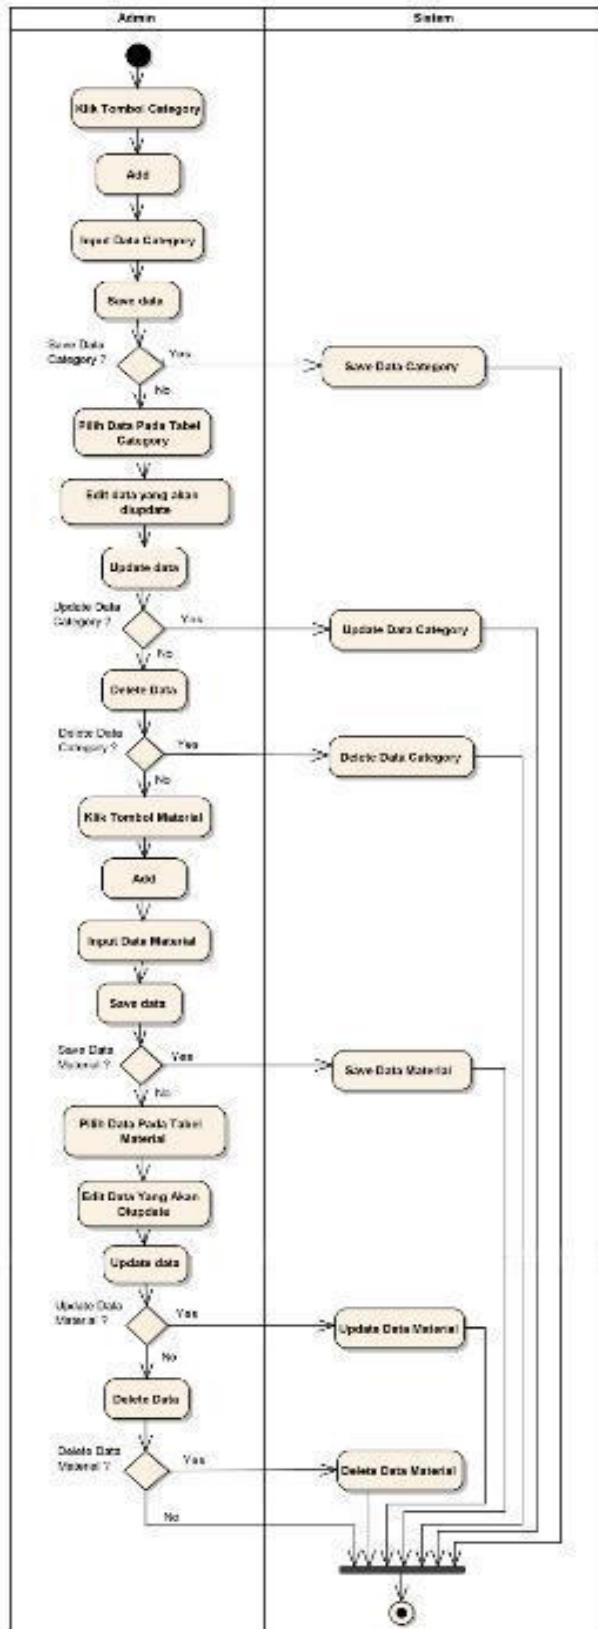 Admin
Sistem
Klik Tombol Category
Add
Input Data Category
Save data
Save Data
Category ?
Yes
Save Data Category
No
Pilih Data Pada Tabel
Category
Edit data yang akan
diupdate
Update data
Update Data
Category ?
Yes
Update Data Category
No
Delete Data
Delete Data
Category ?
Yes
Delete Data Category
No
Klik Tombol Material
Add
Input Data Material
Save data
Save Data
Material ?
Yes
Save Data Material
No
Pilih Data Pada Tabel
Material
Edit Data Yang Akan
Diupdate
Update data
Update Data
Material ?
Yes
Update Data Material
No
Delete Data
Delete Data
Material ?
Yes
Delete Data Material
No